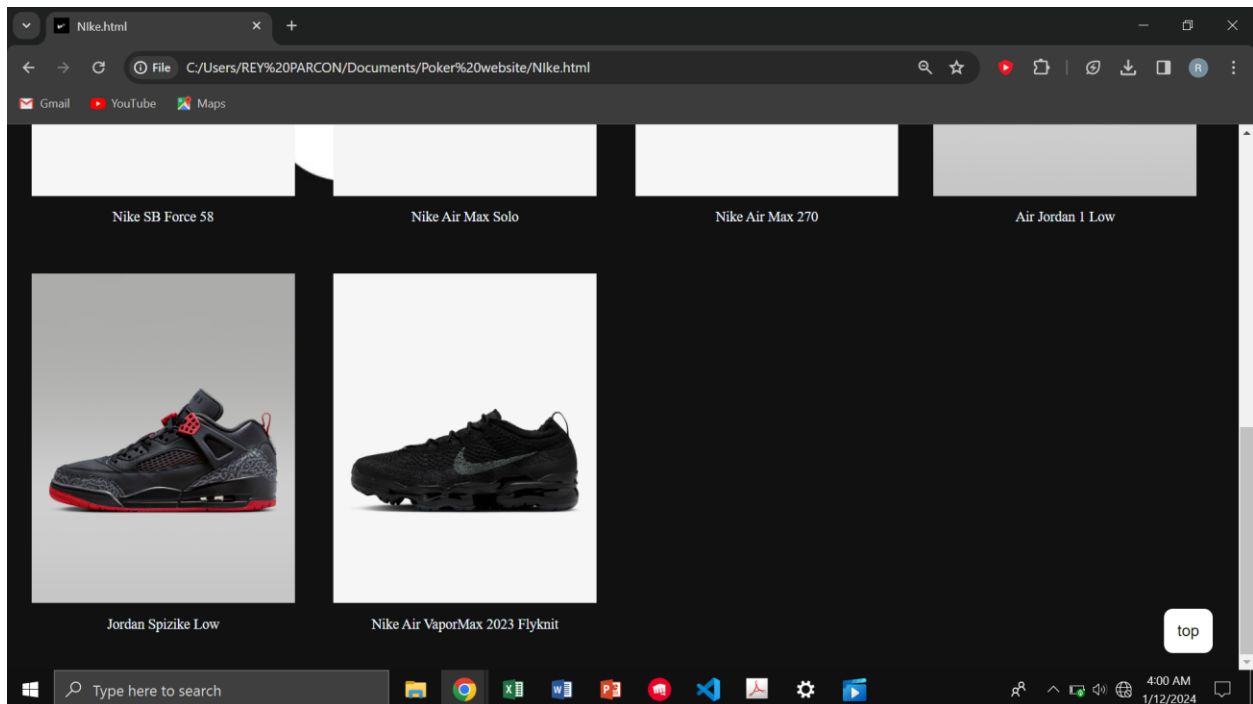 NIke.html
File C:/Users/REY%20PARCON/Documents/Poker%20website/NIke.html
R
Gmail YouTube Maps
Nike SB Force 58 Nike Air Max Solo Nike Air Max 270 Air Jordan 1 Low
Jordan Spizike Low Nike Air VaporMax 2023 Flyknit
top
Type here to search
4:00 AM
1/12/2024